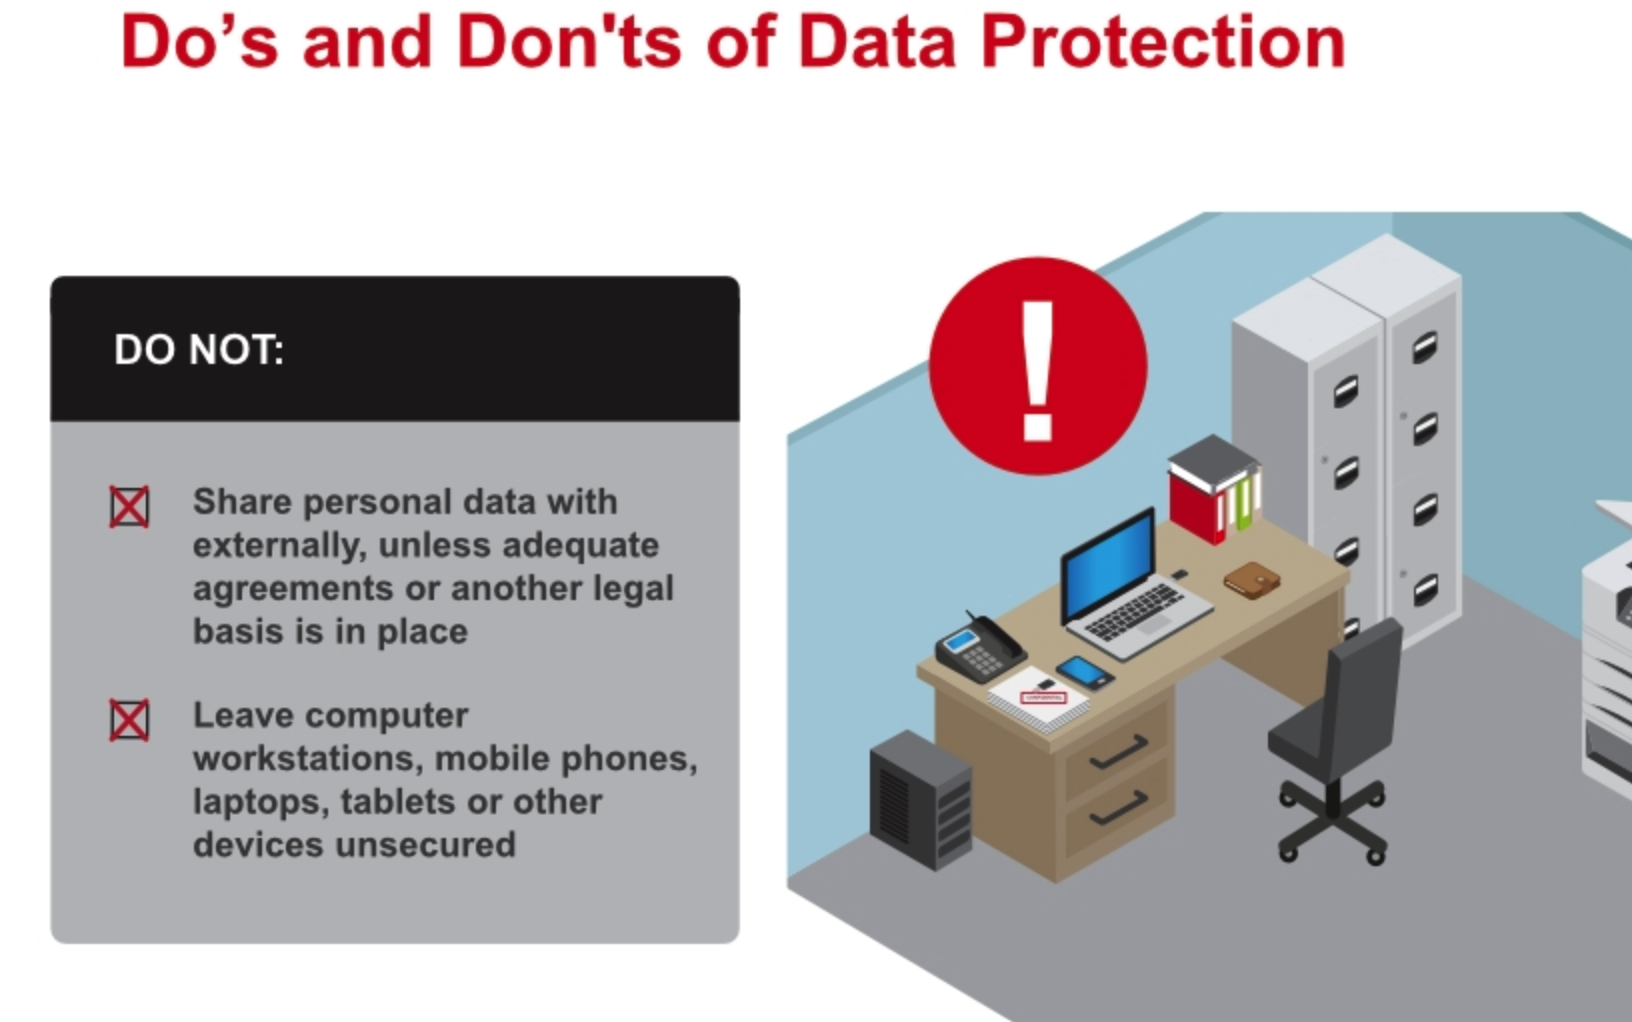 Do’s and Don'ts of Data Protection
DO NOT:
Share personal data with
externally, unless adequate
agreements or another legal
basis is in place
Leave computer
workstations, mobile phones,
laptops, tablets or other
devices unsecured